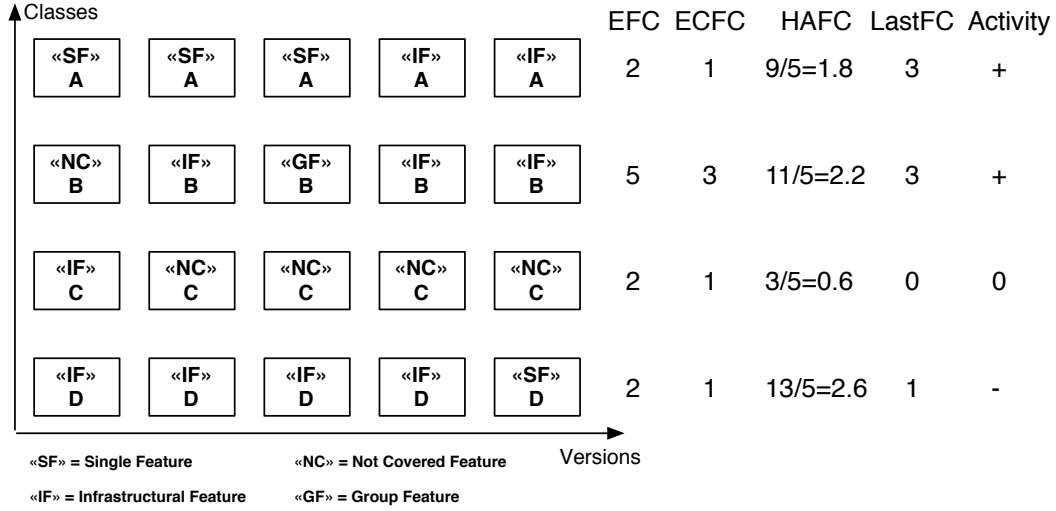 Classes
EFC ECFC HAFC LastFC Activity
«SF» «SF» «SF» «IF» «IF»
A A A A A
2 1 9/5=1.8 3 +
«NC» «IF» «GF» «IF» «IF»
B B B B B
5 3 11/5=2.2 3 +
«IF» «NC» «NC» «NC» «NC»
C C C C C
2 1 3/5=0.6 0 0
«IF» «IF» «IF» «IF» «SF»
D D D D D
2 1 13/5=2.6 1 -
Versions
«SF» = Single Feature «NC» = Not Covered Feature
«IF» = Infrastructural Feature «GF» = Group Feature